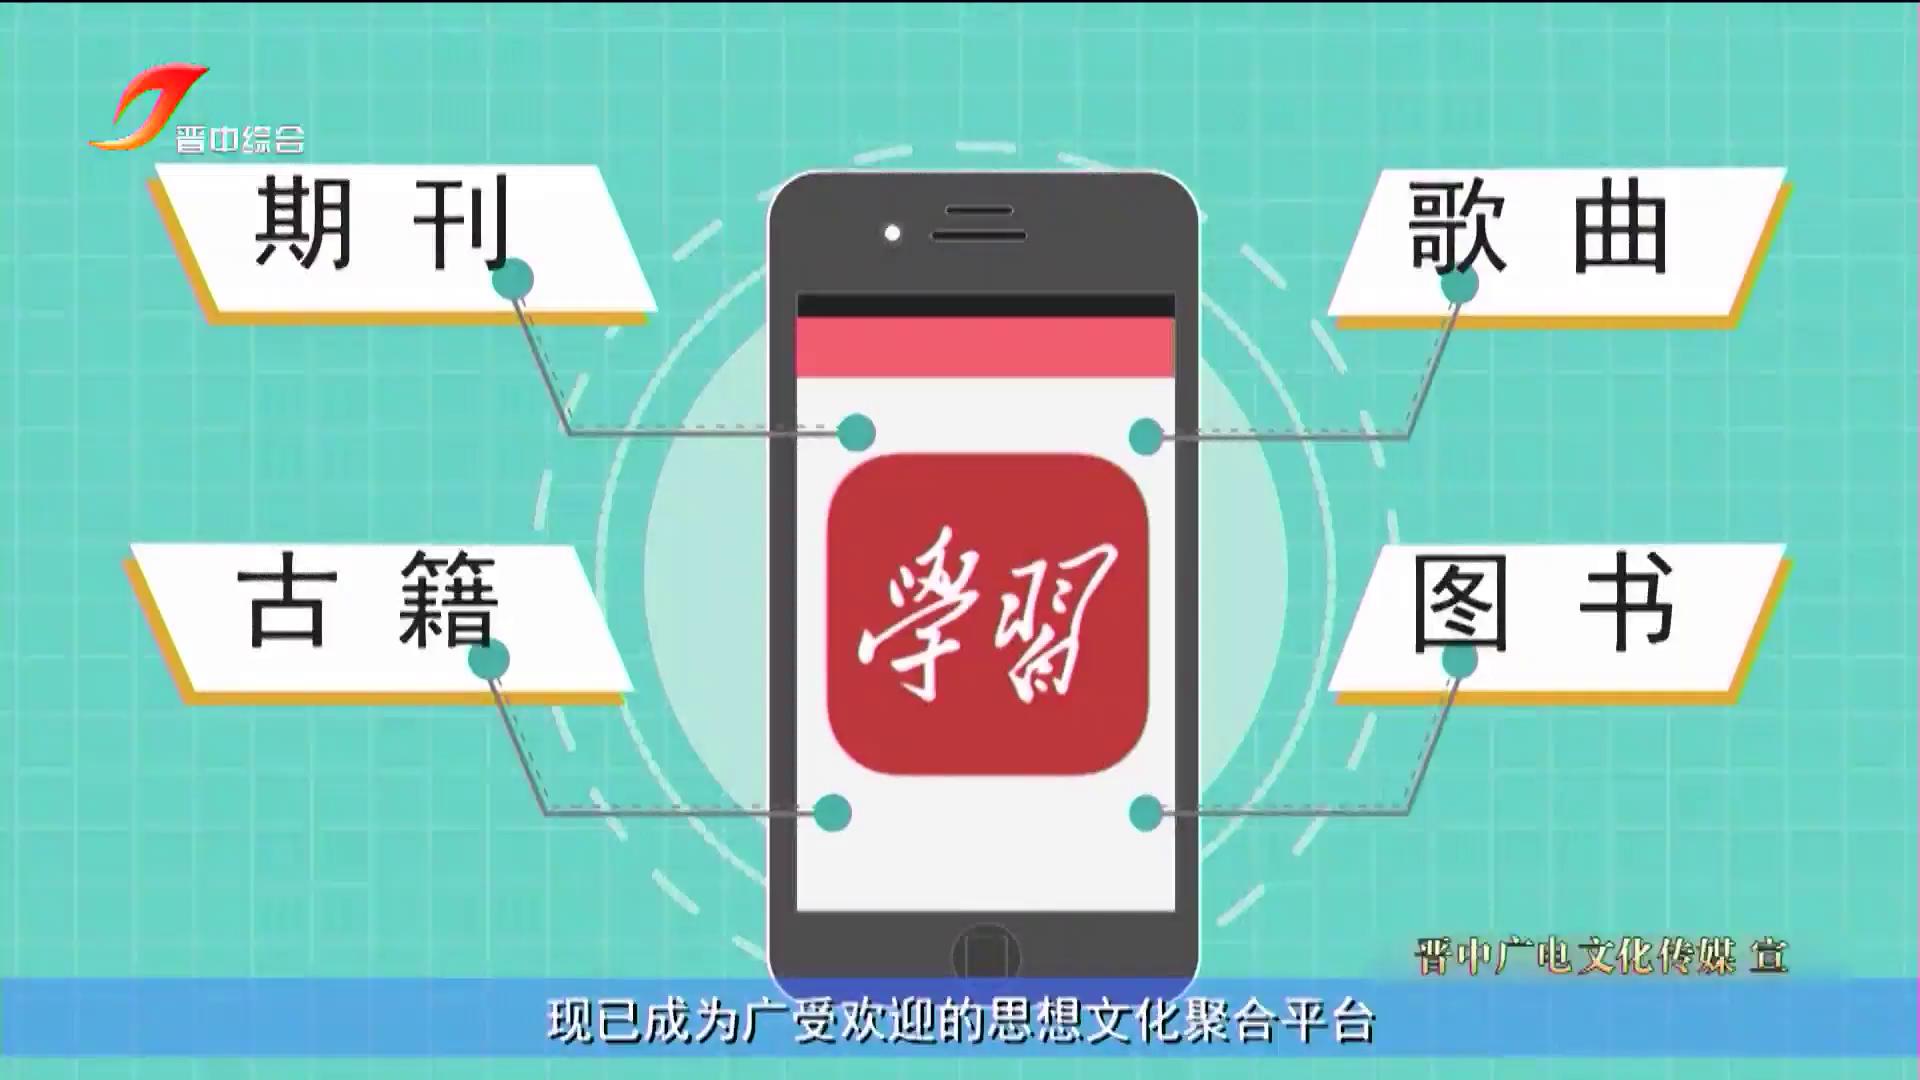 晋中综合
期刊
歌曲
古籍
图书
學習
晋中广电文化传媒 宣
现已成为广受欢迎的思想文化聚合平台